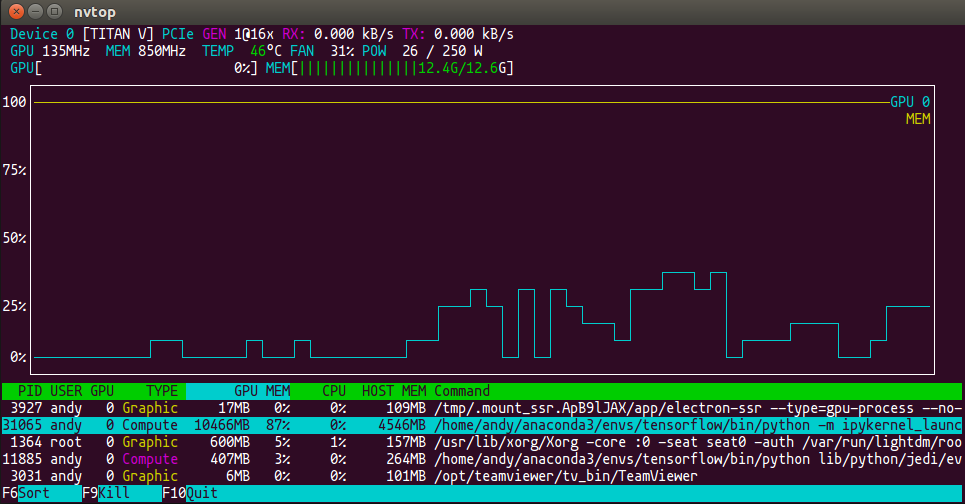 nvtop
Device 0 [TITAN V] PCIe GEN 1@16x RX: 0.000 kB/s TX: 0.000 kB/s
GPU 135MHz MEM 850MHz TEMP 46°C FAN 31% POW 26 / 250 W
GPU[ 0%] MEM[|||||||||||||||12.4G/12.6G]
100 GPU 0
MEM
75%
50%
25%
0%
PID USER GPU TYPE GPU MEM CPU HOST MEM Command
3927 andy 0 Graphic 17MB 0% 0% 109MB /tmp/.mount_ssr.ApB9lJAX/app/electron-ssr --type=gpu-process --no-
31065 andy 0 Compute 10466MB 87% 0% 4546MB /home/andy/anaconda3/envs/tensorflow/bin/python -m ipykernel_launc
1364 root 0 Graphic 600MB 5% 1% 157MB /usr/lib/xorg/Xorg -core :0 -seat seat0 -auth /var/run/lightdm/roo
11885 andy 0 Compute 407MB 3% 0% 264MB /home/andy/anaconda3/envs/tensorflow/bin/python lib/python/jedi/ev
3031 andy 0 Graphic 6MB 0% 0% 101MB /opt/teamviewer/tv_bin/TeamViewer
F6Sort F9Kill F10Quit